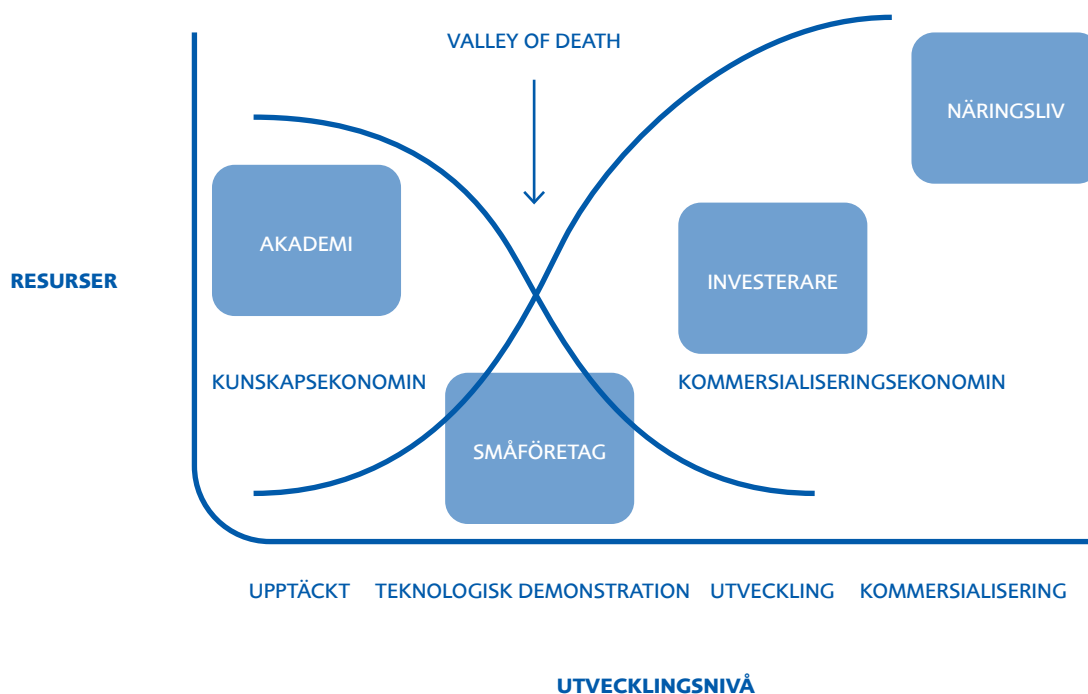 VALLEY OF DEATH
NÄRINGSLIV
AKADEMI
RESURSER
INVESTERARE
KUNSKAPSEKONOMIN
KOMMERSIALISERINGSEKONOMIN
SMÅFÖRETAG
UPPTÄCKT
TEKNOLOGISK DEMONSTRATION
UTVECKLING
KOMMERSIALISERING
UTVECKLINGSNIVÅ